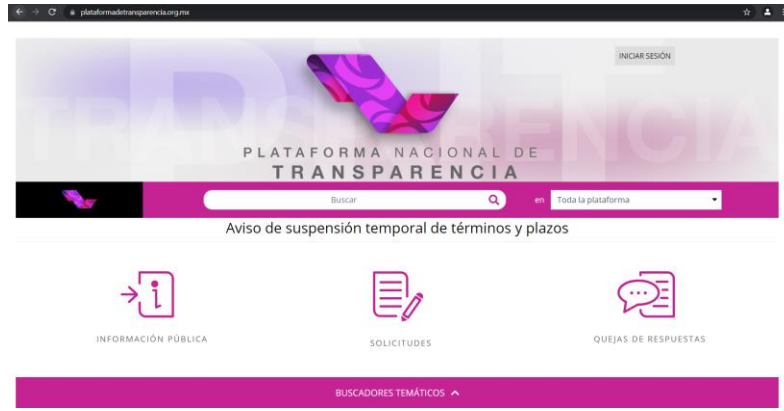 plataformadetransparencia.org.mx
INICIAR SESIÓN
PNT
TRANSPARENCIA
PLATAFORMA NACIONAL DE
TRANSPARENCIA
Buscar
en
Toda la plataforma
Aviso de suspensión temporal de términos y plazos
INFORMACIÓN PÚBLICA
SOLICITUDES
QUEJAS DE RESPUESTAS
BUSCADORES TEMÁTICOS